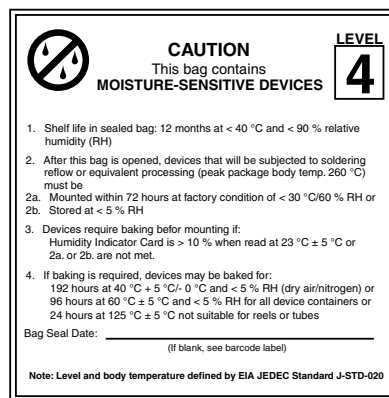 LEVEL
4
CAUTION
This bag contains
MOISTURE-SENSITIVE DEVICES
1. Shelf life in sealed bag: 12 months at < 40 °C and < 90 % relative
humidity (RH)
2. After this bag is opened, devices that will be subjected to soldering
reflow or equivalent processing (peak package body temp. 260 °C)
must be
2a. Mounted within 72 hours at factory condition of < 30 °C/60 % RH or
2b. Stored at < 5 % RH
3. Devices require baking befor mounting if:
Humidity Indicator Card is > 10 % when read at 23 °C ± 5 °C or
2a. or 2b. are not met.
4. If baking is required, devices may be baked for:
192 hours at 40 °C + 5 °C/- 0 °C and < 5 % RH (dry air/nitrogen) or
96 hours at 60 °C ± 5 °C and < 5 % RH for all device containers or
24 hours at 125 °C ± 5 °C not suitable for reels or tubes
Bag Seal Date:
(If blank, see barcode label)
Note: Level and body temperature defined by EIA JEDEC Standard J-STD-020